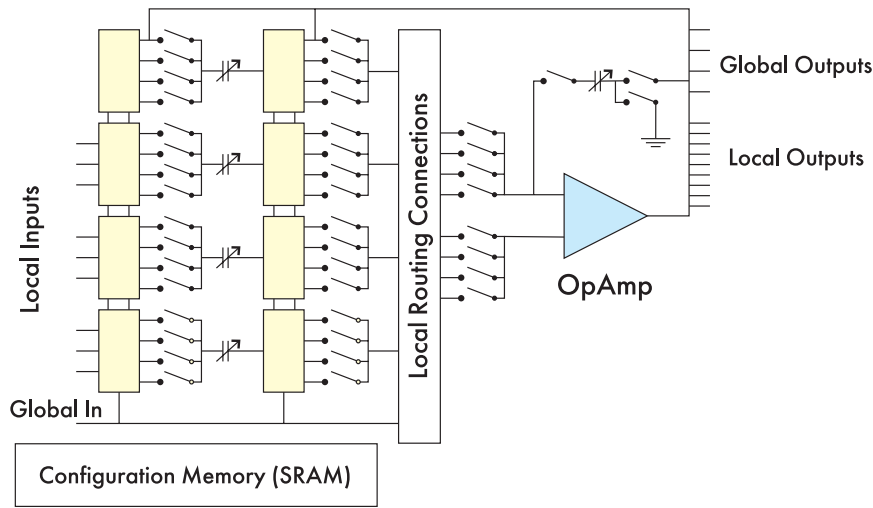 Global Outputs
Local Outputs
Local Inputs
Local Routing Connections
OpAmp
Global In
Configuration Memory (SRAM)